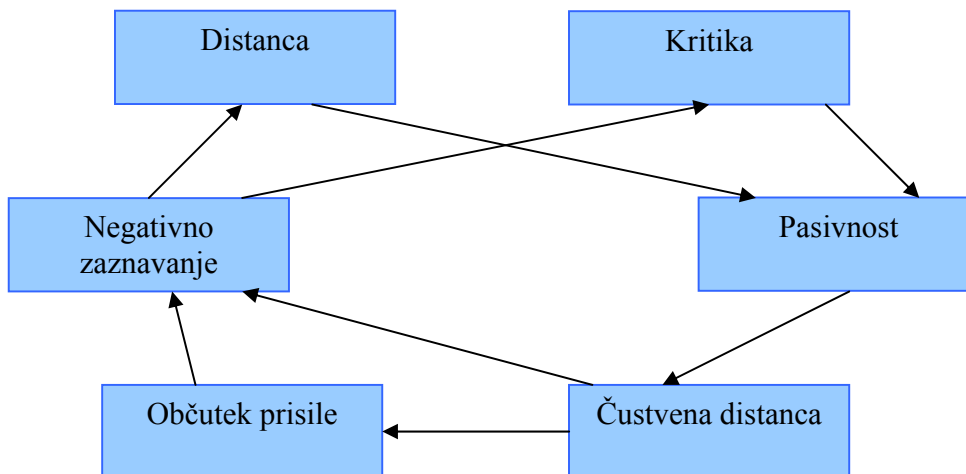 Distanca
Kritika
Negativno
zaznavanje
Pasivnost
Občutek prisile
Čustvena distanca